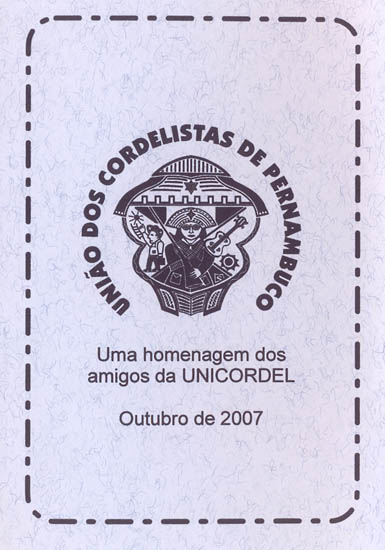 UNIÃO DOS CORDELISTAS DE PERNAMBUCO
Uma homenagem dos
amigos da UNICORDEL
Outubro de 2007